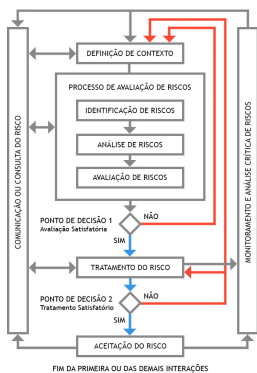 DEFINIÇÃO DE CONTEXTO
PROCESSO DE AVALIAÇÃO DE RISCOS
IDENTIFICAÇÃO DE RISCOS
ANÁLISE DE RISCOS
AVALIAÇÃO DE RISCOS
COMUNICAÇÃO OU CONSULTA DO RISCO
MONITORAMENTO E ANÁLISE CRÍTICA DE RISCOS
PONTO DE DECISÃO 1
Avaliação Satisfatória
NÃO
SIM
TRATAMENTO DO RISCO
PONTO DE DECISÃO 2
Tratamento Satisfatório
NÃO
SIM
ACEITAÇÃO DO RISCO
FIM DA PRIMEIRA OU DAS DEMAIS INTERAÇÕES